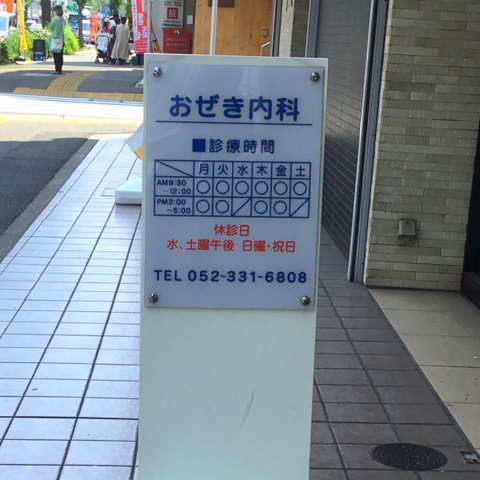 おぜき内科
■診療時間
月 火 水 木 金 土
AM9:30 ～12:00 ○ ○ ○ ○ ○ ○
PM2:00 ～5:00 ○ ○ ／ ○ ○ ／
休診日
水、土曜午後 日曜・祝日
TEL 052-331-6808